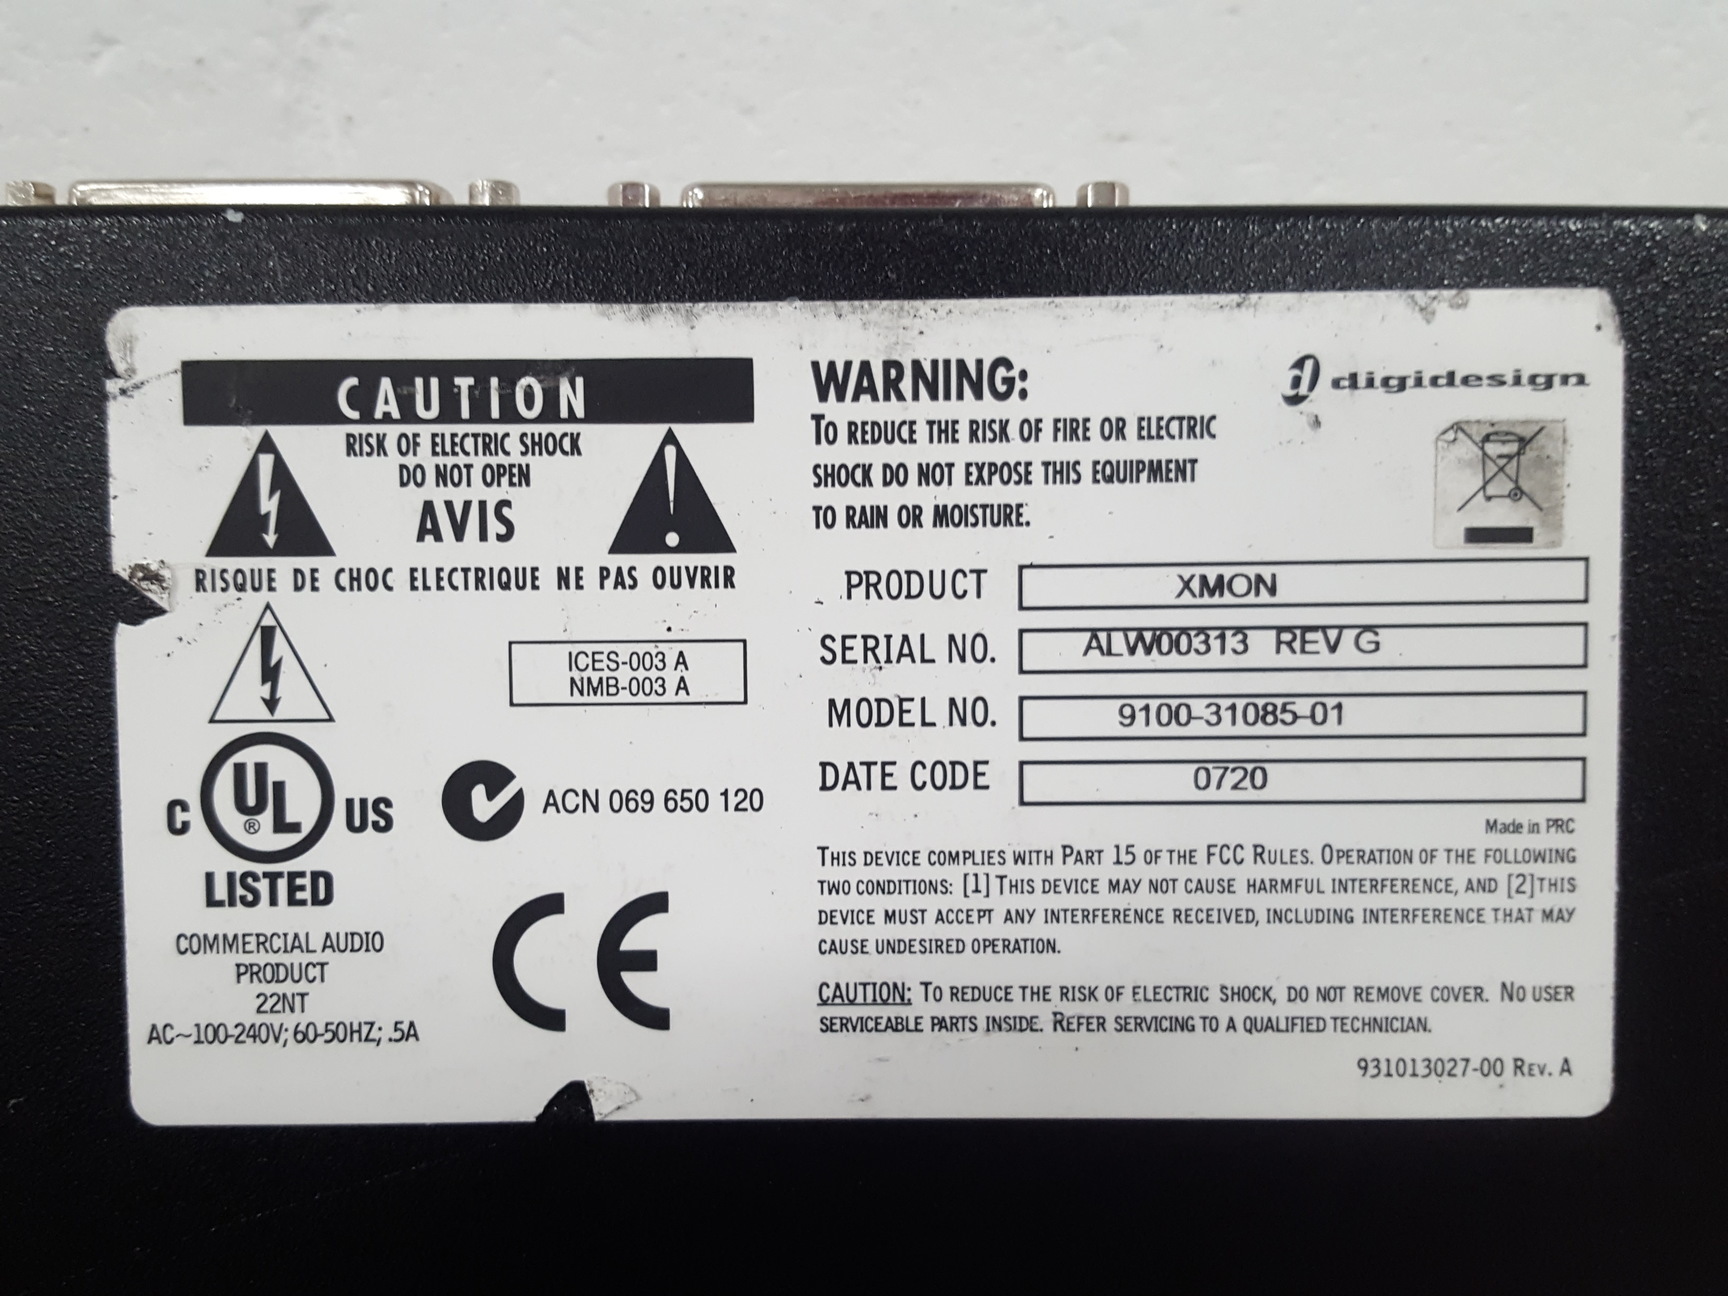 CAUTION
RISK OF ELECTRIC SHOCK
DO NOT OPEN
AVIS
RISQUE DE CHOC ELECTRIQUE NE PAS OUVRIR
ICES-003 A
NMB-003 A
C UL ® US
LISTED
ACN 069 650 120
COMMERCIAL AUDIO
PRODUCT
22NT
AC~100-240V; 60-50HZ; .5A
CE
WARNING:
TO REDUCE THE RISK OF FIRE OR ELECTRIC
SHOCK DO NOT EXPOSE THIS EQUIPMENT
TO RAIN OR MOISTURE.
digidesign
PRODUCT XMON
SERIAL NO. ALW00313 REV G
MODEL NO. 9100-31085-01
DATE CODE 0720
Made in PRC
THIS DEVICE COMPLIES WITH PART 15 OF THE FCC RULES. OPERATION OF THE FOLLOWING
TWO CONDITIONS: [1] THIS DEVICE MAY NOT CAUSE HARMFUL INTERFERENCE, AND [2]THIS
DEVICE MUST ACCEPT ANY INTERFERENCE RECEIVED, INCLUDING INTERFERENCE THAT MAY
CAUSE UNDESIRED OPERATION.
CAUTION: TO REDUCE THE RISK OF ELECTRIC SHOCK, DO NOT REMOVE COVER. NO USER
SERVICEABLE PARTS INSIDE. REFER SERVICING TO A QUALIFIED TECHNICIAN.
931013027-00 REV. A